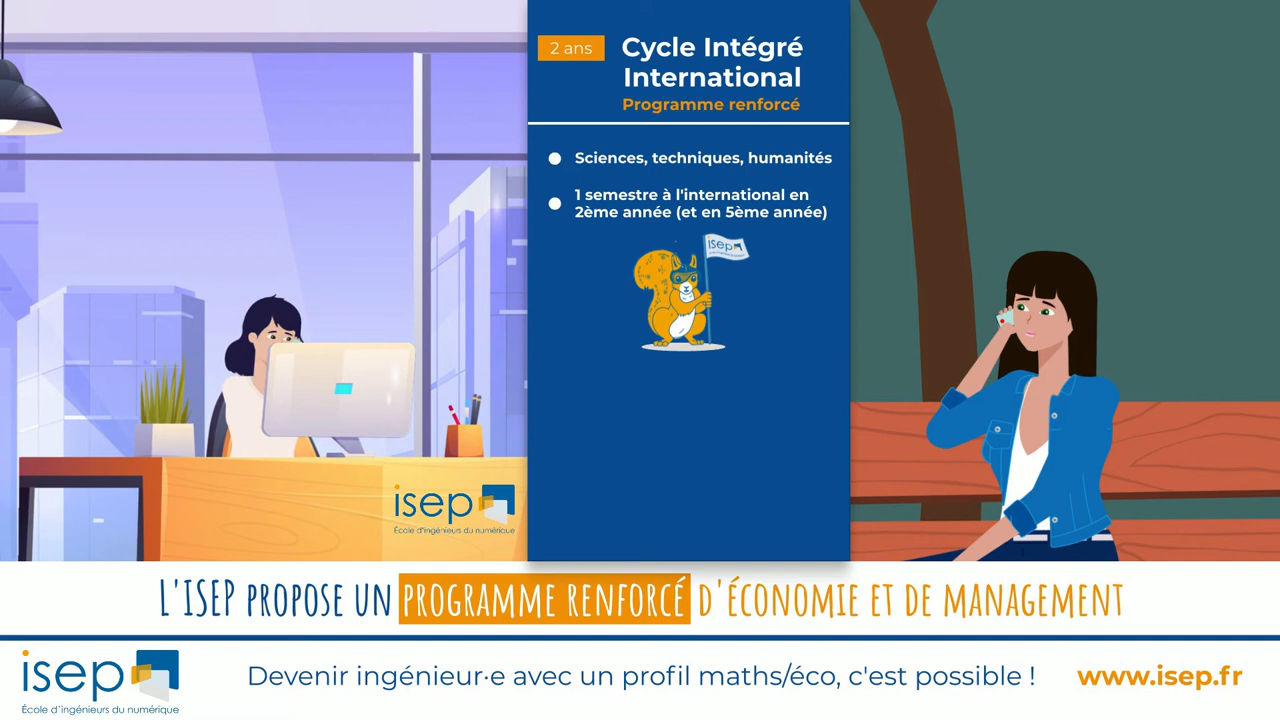 2 ans
Cycle Intégré
International
Programme renforcé
Sciences, techniques, humanités
1 semestre à l'international en
2ème année (et en 5ème année)
isep
isep
École d'ingénieurs du numérique
L'ISEP PROPOSE UN PROGRAMME RENFORCÉ D'ÉCONOMIE ET DE MANAGEMENT
isep
École d'ingénieurs du numérique
Devenir ingénieur·e avec un profil maths/éco, c'est possible !
www.isep.fr